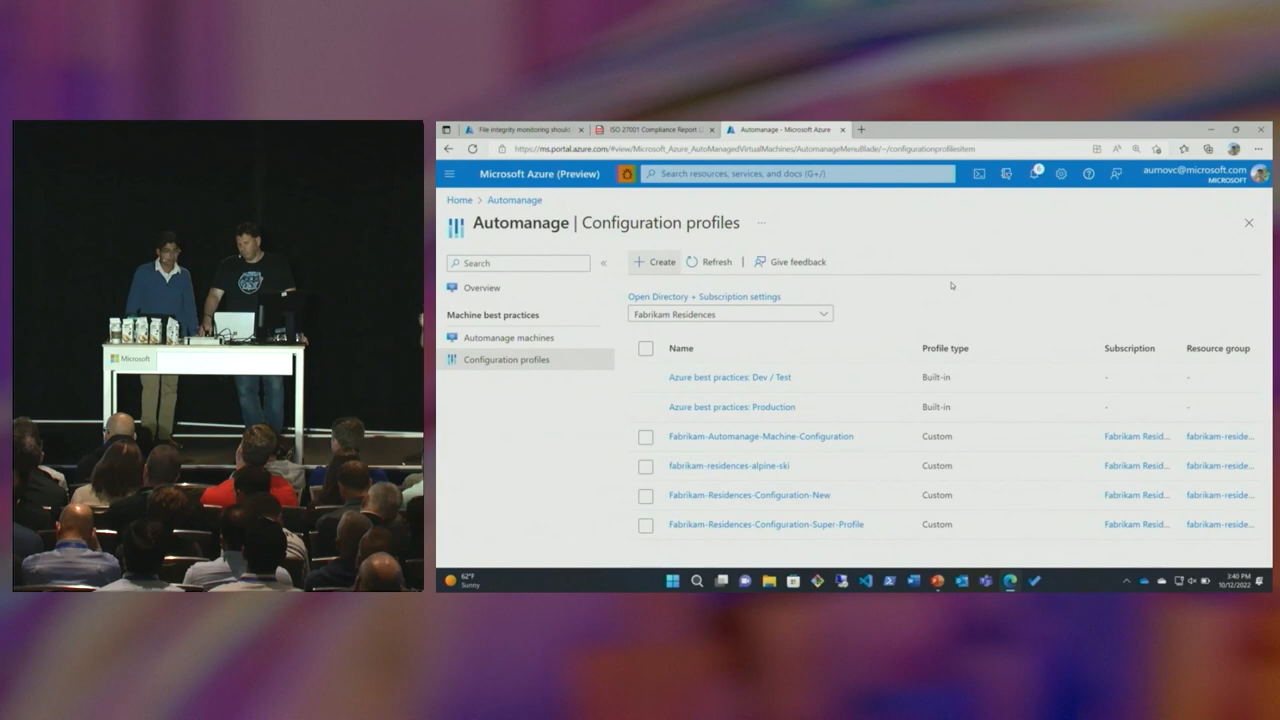 Microsoft
File integrity monitoring should
ISO 27001 Compliance Report
Automanage - Microsoft Azure
https://ms.portal.azure.com/#view/Microsoft_Azure_AutoManagedVirtualMachines/AutomanageMenuBlade/~/configurationprofilesitem
Microsoft Azure (Preview)
Search resources, services, and docs (G+/)
6
aumovc@microsoft.com
MICROSOFT
Home > Automanage
Automanage | Configuration profiles ...
Search
«
Create
Refresh
Give feedback
Overview
Machine best practices
Automanage machines
Configuration profiles
Open Directory + Subscription settings
Fabrikam Residences
Name Profile type Subscription Resource group
Azure best practices: Dev / Test Built-in - -
Azure best practices: Production Built-in - -
Fabrikam-Automanage-Machine-Configuration Custom Fabrikam Resid... fabrikam-reside...
fabrikam-residences-alpine-ski Custom Fabrikam Resid... fabrikam-reside...
Fabrikam-Residences-Configuration-New Custom Fabrikam Resid... fabrikam-reside...
Fabrikam-Residences-Configuration-Super-Profile Custom Fabrikam Resid... fabrikam-reside...
62°F
Sunny
3:40 PM
10/12/2022